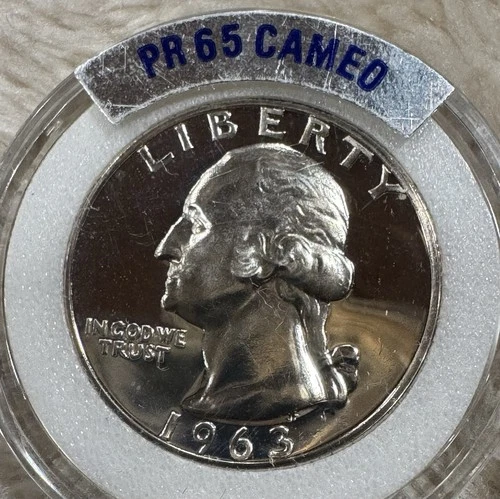 PR 65 CAMEO
LIBERTY
IN GOD WE
TRUST
1963